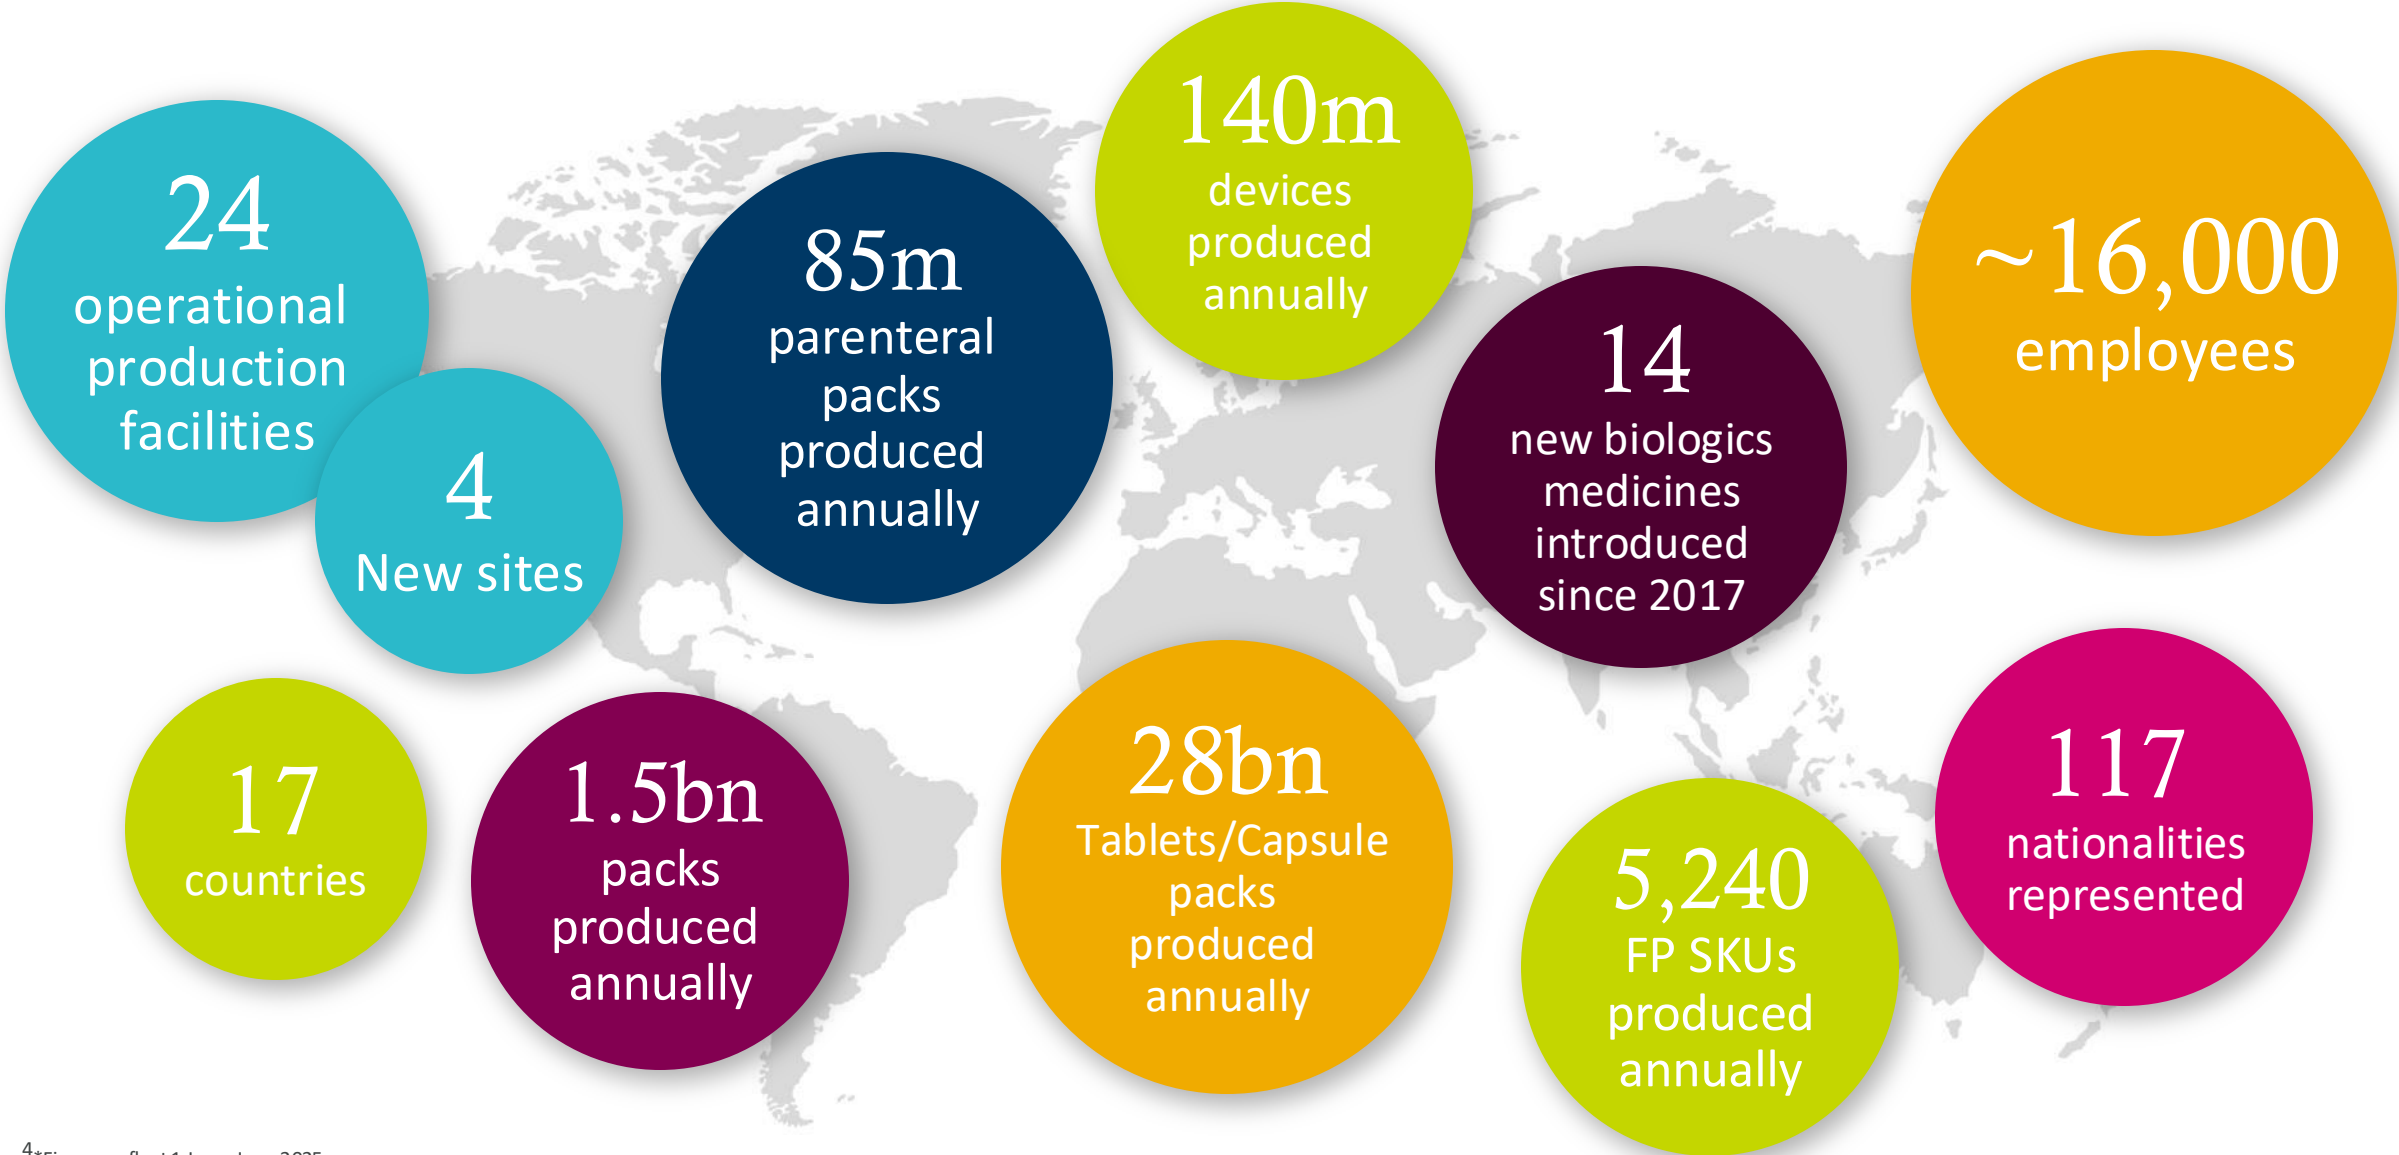 24
operational
production
facilities
4
New sites
85m
parenteral
packs
produced
annually
140m
devices
produced
annually
14
new biologics
medicines
introduced
since 2017
~16,000
employees
17
countries
1.5bn
packs
produced
annually
28bn
Tablets/Capsule
packs
produced
annually
5,240
FP SKUs
produced
annually
117
nationalities
represented
4